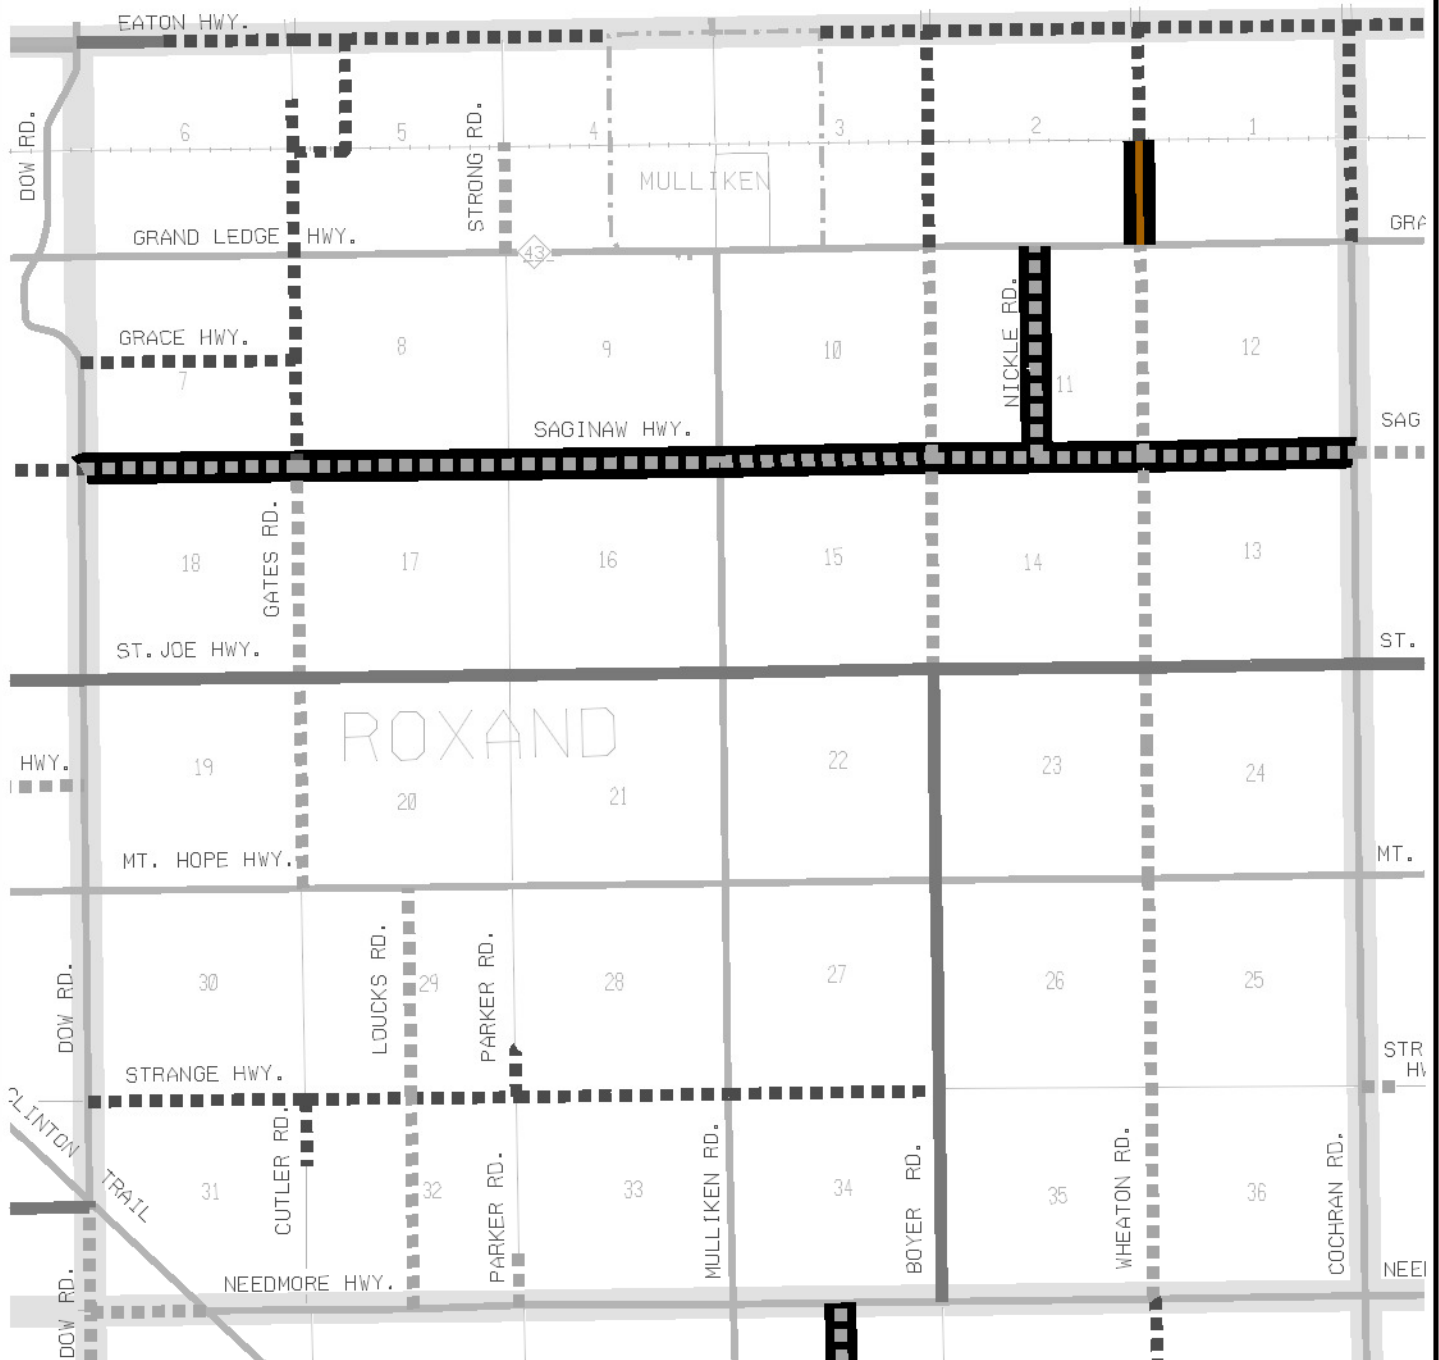 EATON HWY.
DOW RD.
6
5
STRONG RD.
4
3
2
1
MULLIKEN
GRAND LEDGE HWY.
43
GRA
GRACE HWY.
7
8
9
10
NICKLE RD.
11
12
SAGINAW HWY.
SAG
18
GATES RD.
17
16
15
14
13
ST. JOE HWY.
ST.
ROXAND
HWY.
19
20
21
22
23
24
MT. HOPE HWY.
MT.
DOW RD.
30
LOUCKS RD.
29
PARKER RD.
28
27
26
25
STRANGE HWY.
STR
HW
CLINTON
TRAIL
31
CUTLER RD.
32
PARKER RD.
33
MULLIKEN RD.
34
BOYER RD.
35
WHEATON RD.
36
COCHRAN RD.
NEEDMORE HWY.
NEE
DOW RD.